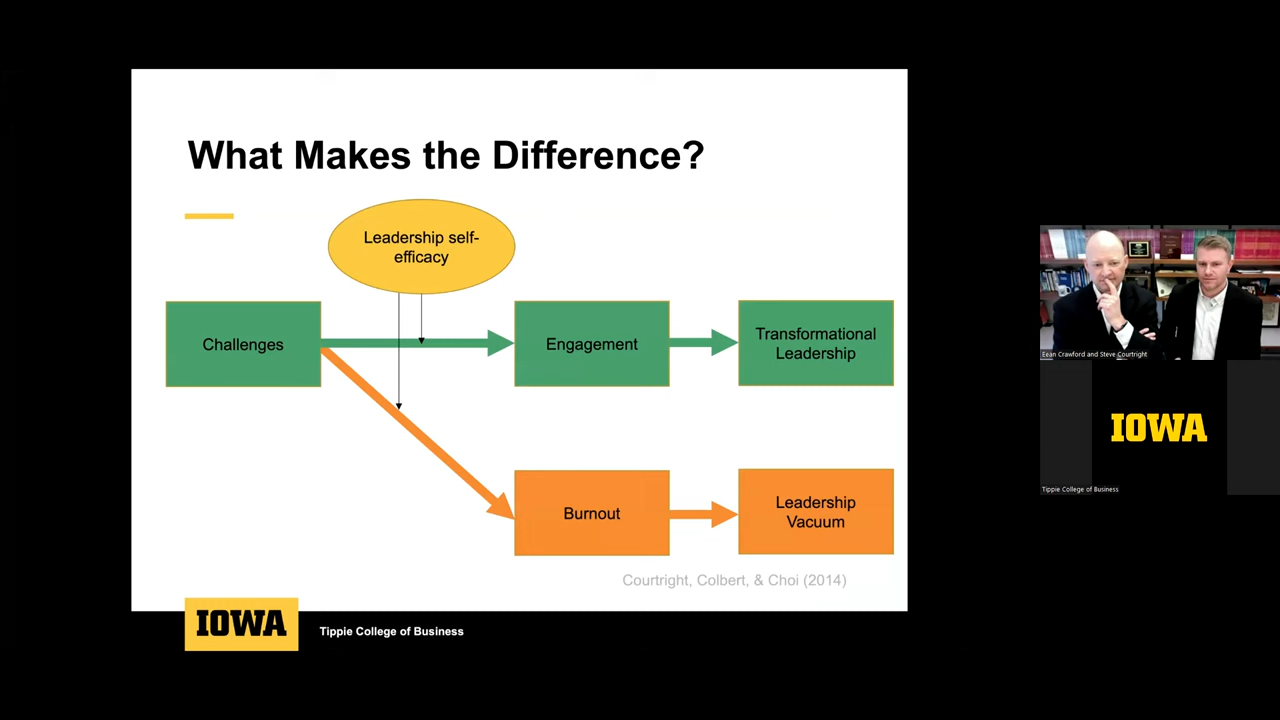 What Makes the Difference?
Leadership self-
efficacy
Challenges
Engagement
Transformational
Leadership
Burnout
Leadership
Vacuum
Courtright, Colbert, & Choi (2014)
IOWA
Tippie College of Business
Eean Crawford and Steve Courtright
IOWA
Tippie College of Business